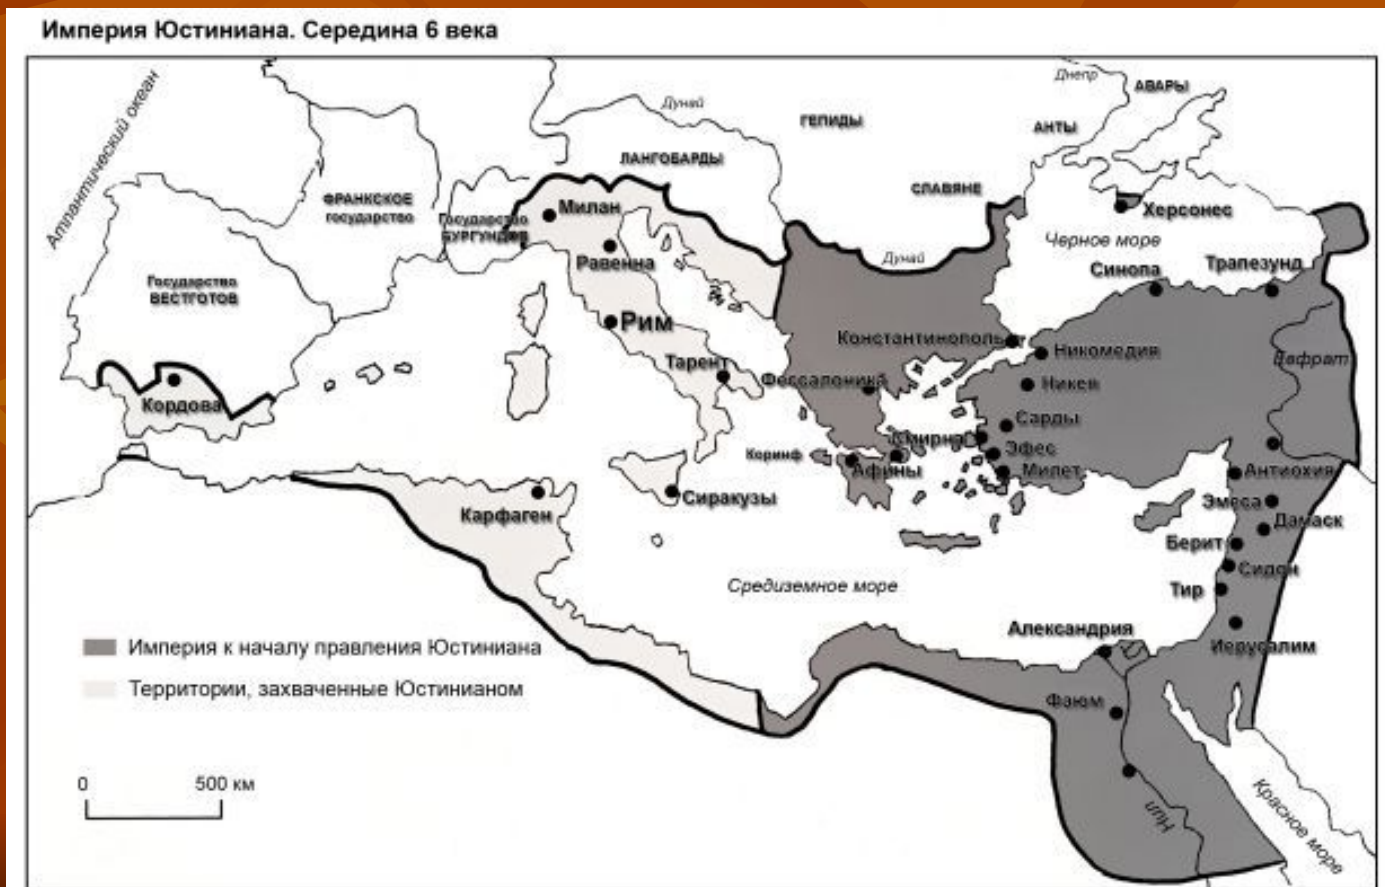 Империя Юстиниана. Середина 6 века
Атлантический океан
Днепр
АВАРЫ
Дунай
ГЕПИДЫ
АНТЫ
ЛАНГОБАРДЫ
СЛАВЯНЕ
ФРАНКСКОЕ
государство
Государство
БУРГУНДОВ
Милан
Херсонес
Черное море
Равенна
Дунай
Синопа
Трапезунд
Государство
ВЕСТГОТОВ
Рим
Константинополь
Никомедия
Евфрат
Тарент
Фессалоника
Никея
Кордова
Сарды
Смирна
Коринф
Эфес
Афины
Милет
Антиохия
Сиракузы
Эмеса
Карфаген
Дамаск
Берит
Сидон
Средиземное море
Тир
Александрия
Иерусалим
Империя к началу правления Юстиниана
Территории, захваченные Юстинианом
Фаюм
0
500 км
Нил
Красное море